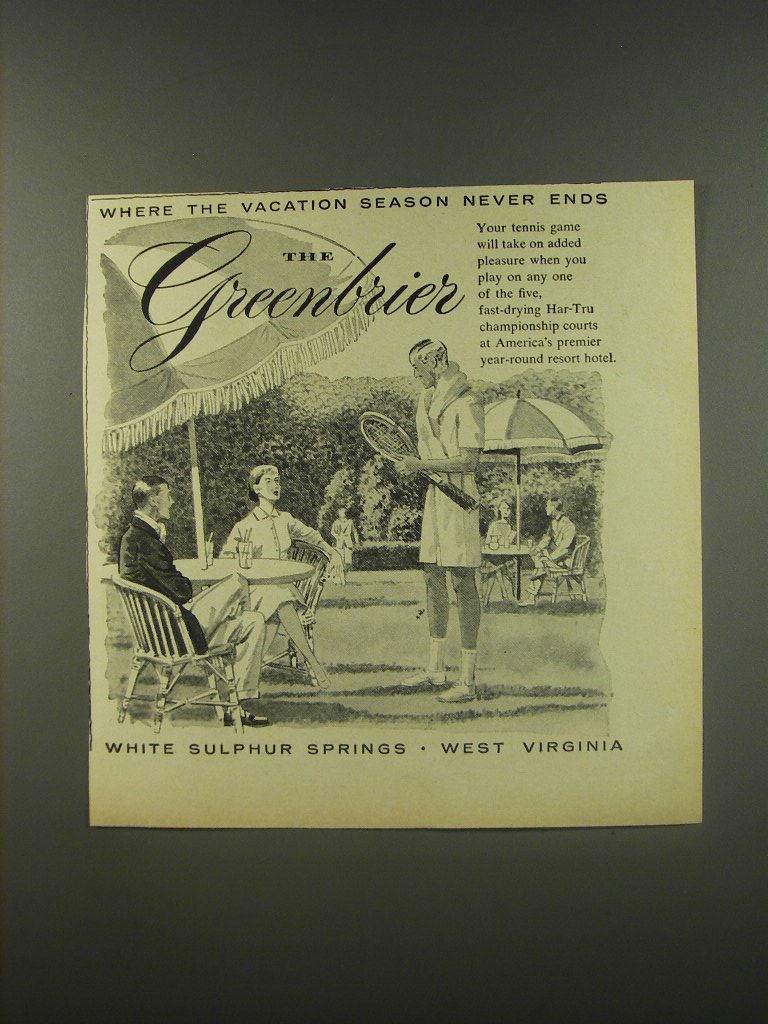 WHERE THE VACATION SEASON NEVER ENDS
THE
Greenbrier
Your tennis game
will take on added
pleasure when you
play on any one
of the five,
fast-drying Har-Tru
championship courts
at America's premier
year-round resort hotel.
WHITE SULPHUR SPRINGS • WEST VIRGINIA